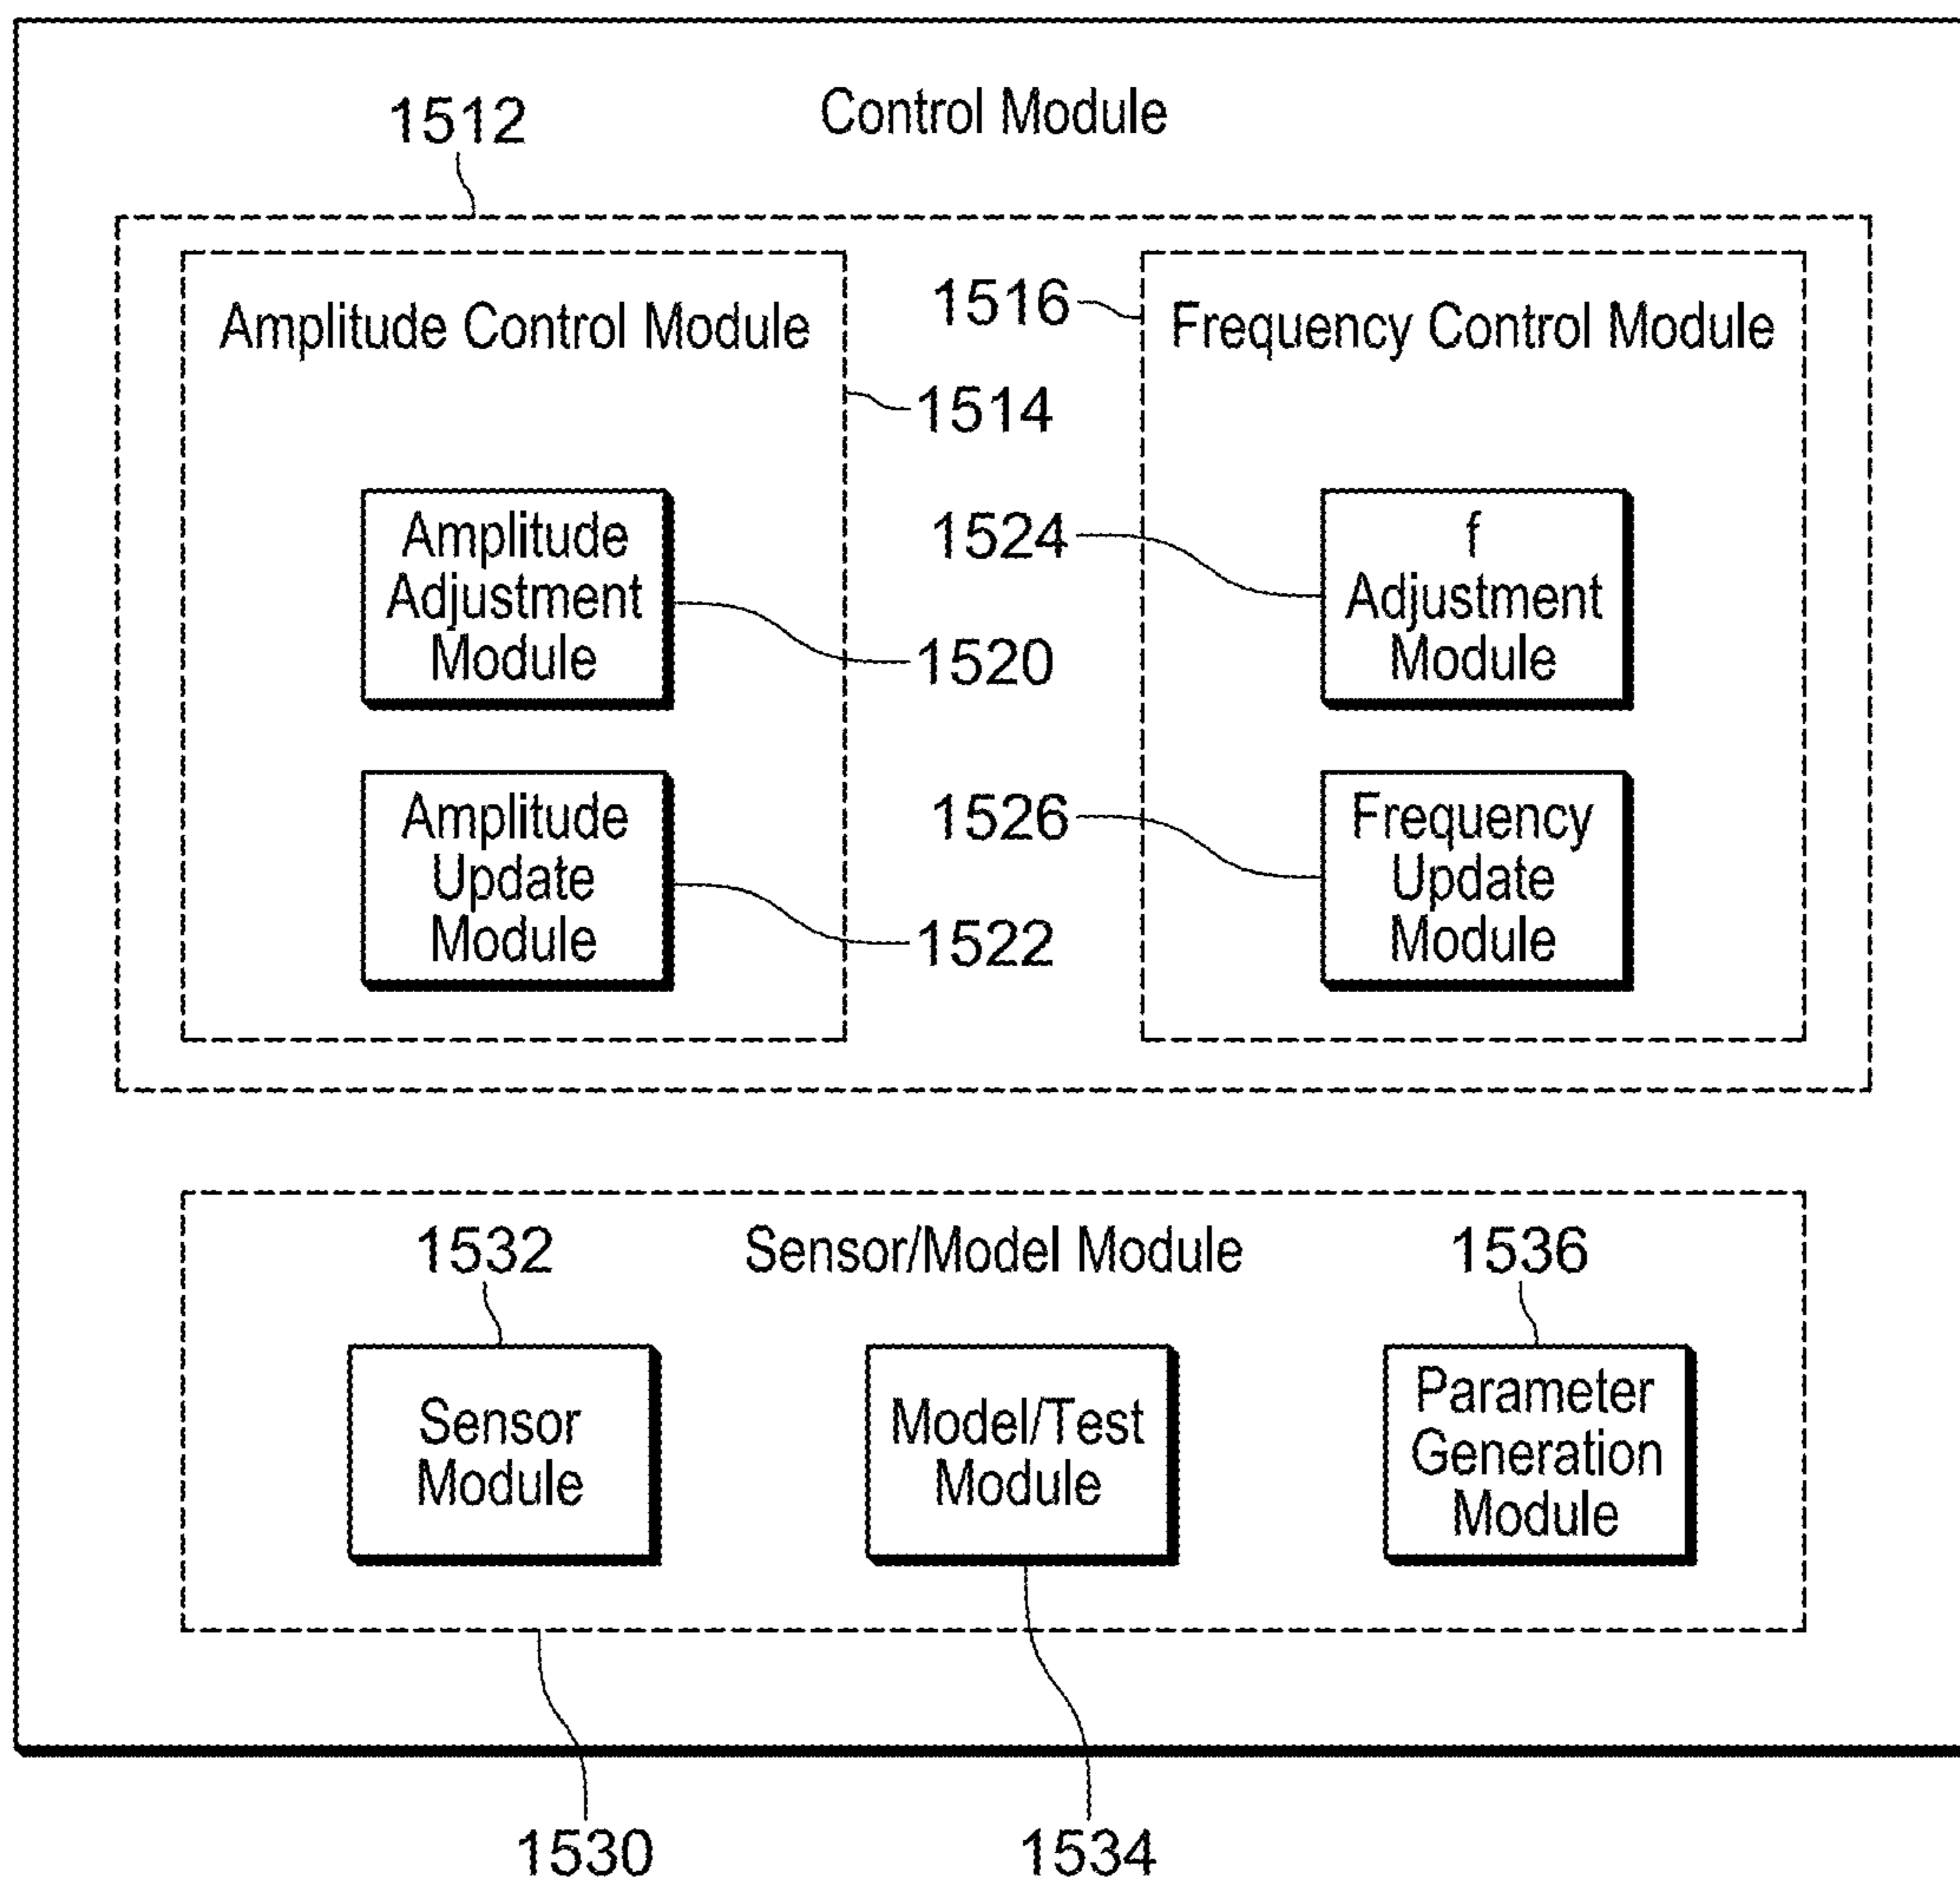 Control Module
1512
Amplitude Control Module
1514
Amplitude
Adjustment
Module
1520
Amplitude
Update
Module
1522
1516
Frequency Control Module
1524
f
Adjustment
Module
1526
Frequency
Update
Module
Sensor/Model Module
1532
Sensor
Module
Model/Test
Module
1536
Parameter
Generation
Module
1530
1534